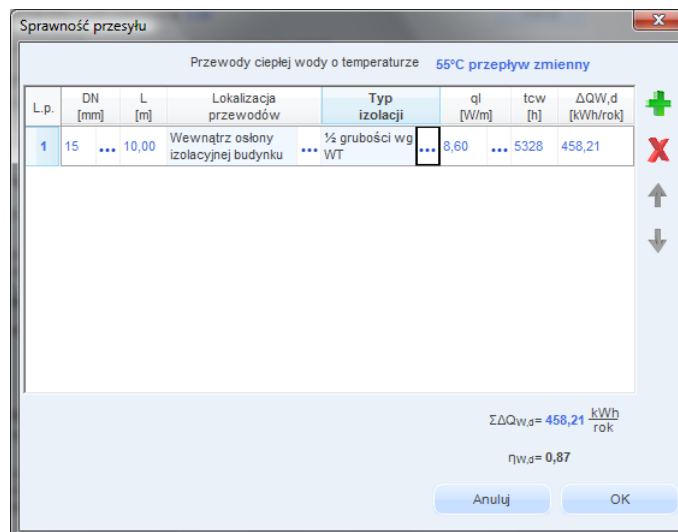 Sprawność przesyłu
Przewody ciepłej wody o temperaturze 55°C przepływ zmienny
L.p. DN [mm] L [m] Lokalizacja przewodów Typ izolacji ql [W/m] tcw [h] ΔQW,d [kWh/rok]
1 15 ... 10,00 Wewnątrz osłony izolacyjnej budynku ... ½ grubości wg WT ... 8,60 ... 5328 458,21
ΣΔQW,d= 458,21 kWh/rok
ηW,d= 0,87
Anuluj OK